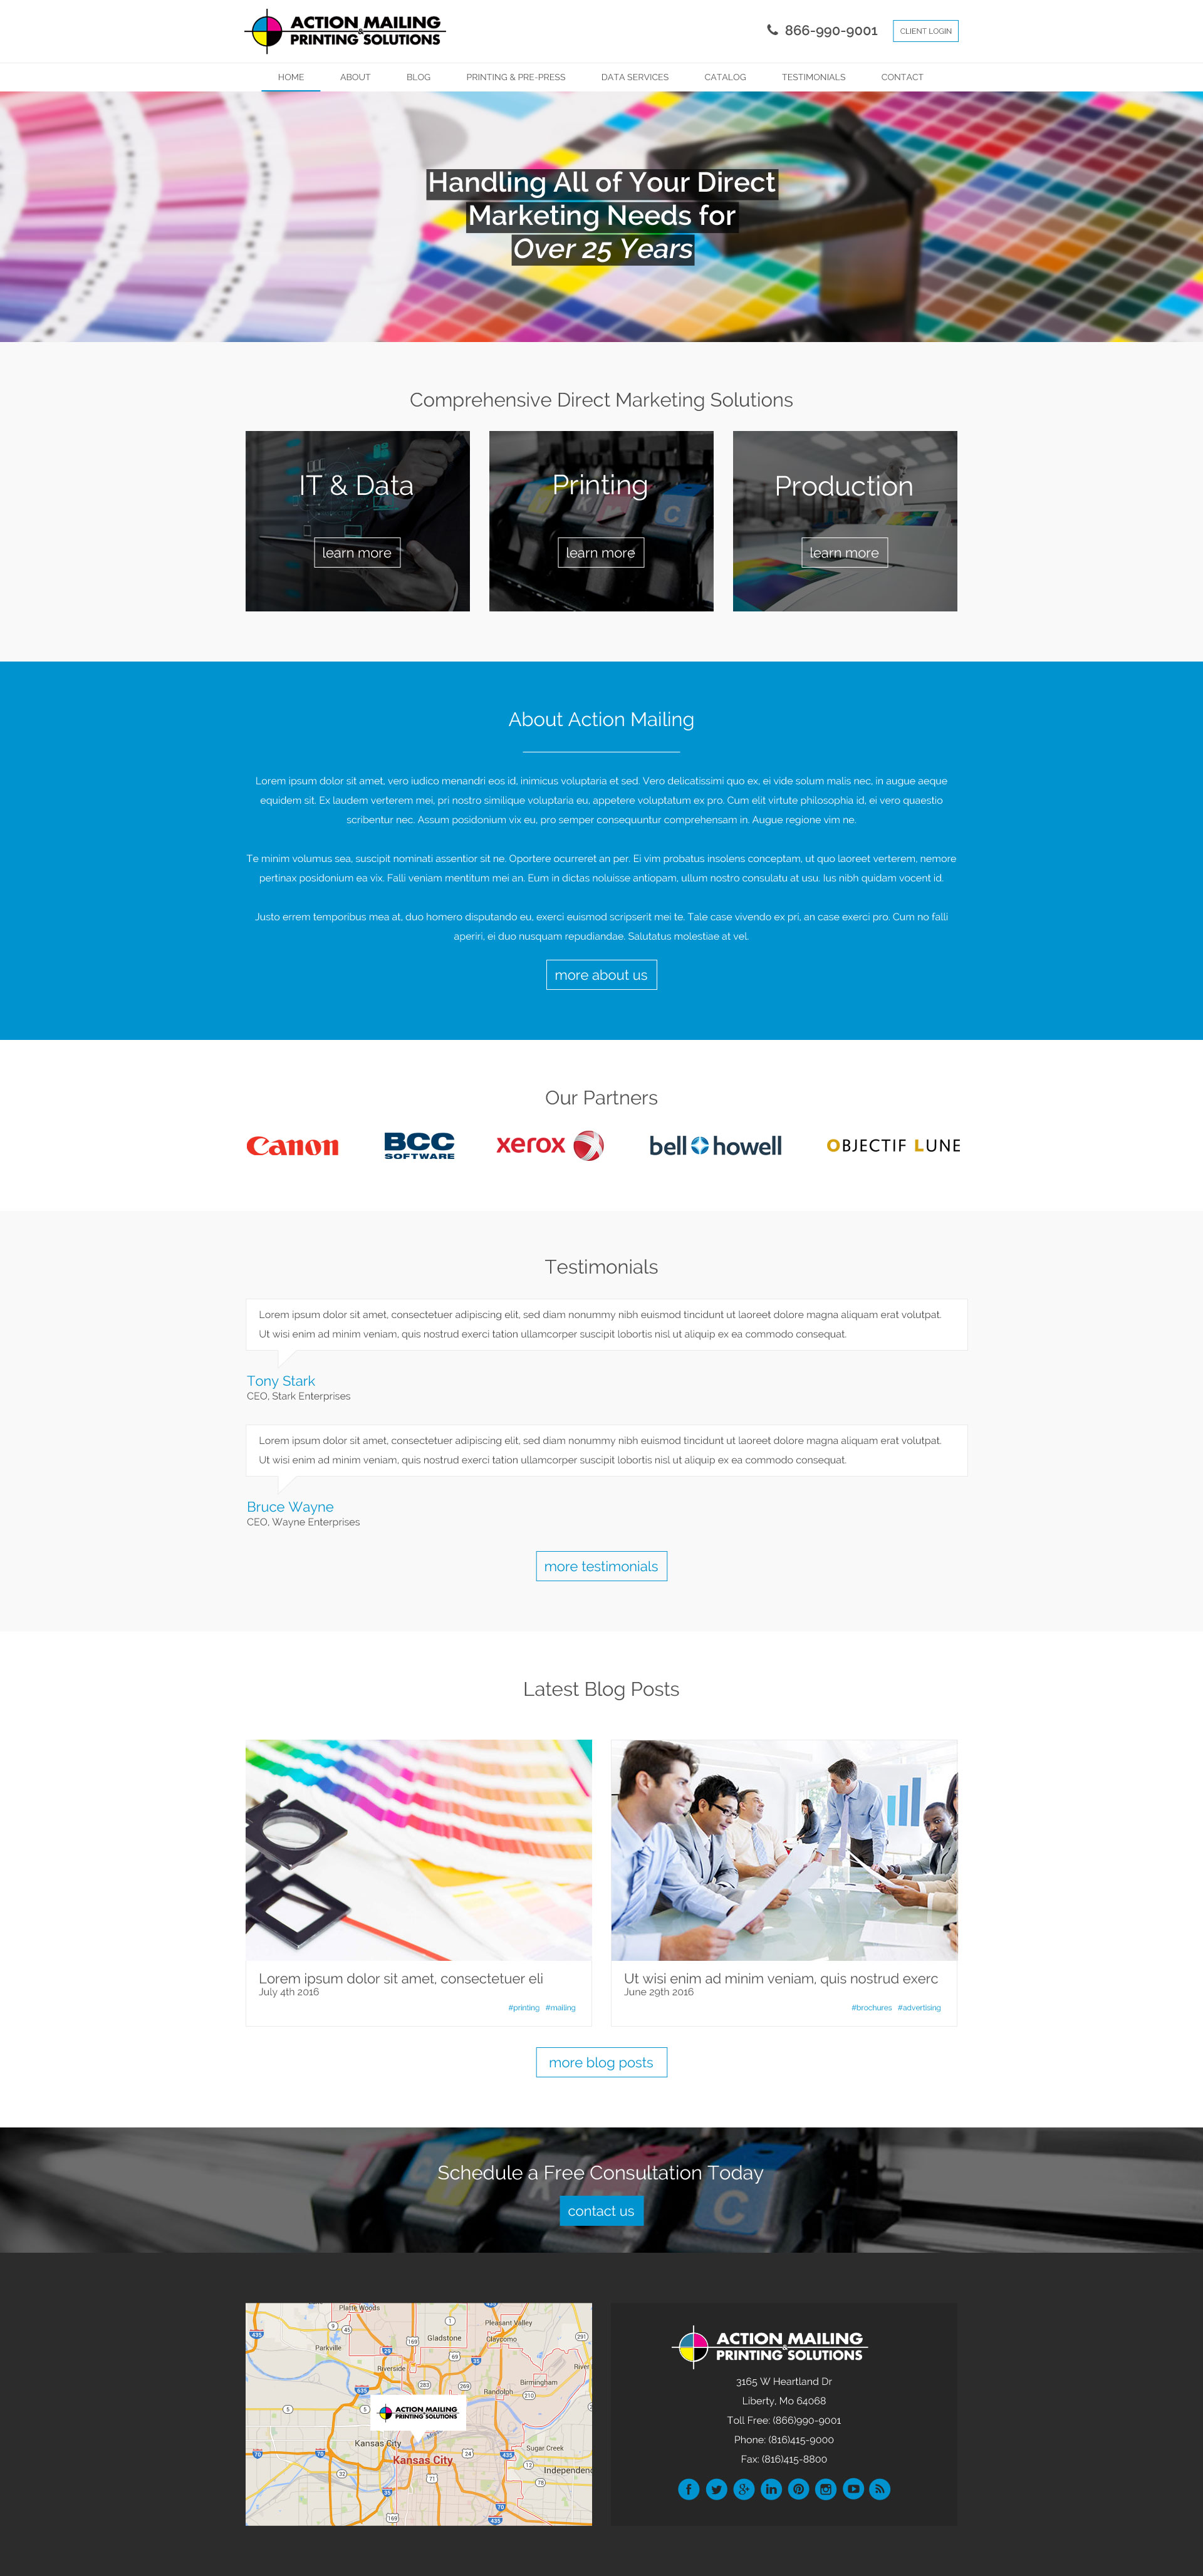 ACTION MAILING
&
PRINTING SOLUTIONS
866-990-9001
CLIENT LOGIN
HOME ABOUT BLOG PRINTING & PRE-PRESS DATA SERVICES CATALOG TESTIMONIALS CONTACT
Handling All of Your Direct
Marketing Needs for
Over 25 Years
Comprehensive Direct Marketing Solutions
IT & Data
learn more
Printing
C
learn more
Production
learn more
About Action Mailing
Lorem ipsum dolor sit amet, vero iudico menandri eos id, inimicus voluptaria et sed. Vero delicatissimi quo ex, ei vide solum malis nec, in augue aeque
equidem sit. Ex laudem verterem mei, pri nostro similique voluptaria eu, appetere voluptatum ex pro. Cum elit virtute philosophia id, ei vero quaestio
scribentur nec. Assum posidonium vix eu, pro semper consequuntur comprehensam in. Augue regione vim ne.
Te minim volumus sea, suscipit nominati assentior sit ne. Oportere ocurreret an per. Ei vim probatus insolens conceptam, ut quo laoreet verterem, nemore
pertinax posidonium ea vix. Falli veniam mentitum mei an. Eum in dictas noluisse antiopam, ullum nostro consulatu at usu. Ius nibh quidam vocent id.
Justo errem temporibus mea at, duo homero disputando eu, exerci euismod scripserit mei te. Tale case vivendo ex pri, an case exerci pro. Cum no falli
aperiri, ei duo nusquam repudiandae. Salutatus molestiae at vel.
more about us
Our Partners
Canon
BCC
SOFTWARE
xerox
bell howell
OBJECTIF LUNE
Testimonials
Lorem ipsum dolor sit amet, consectetuer adipiscing elit, sed diam nonummy nibh euismod tincidunt ut laoreet dolore magna aliquam erat volutpat.
Ut wisi enim ad minim veniam, quis nostrud exerci tation ullamcorper suscipit lobortis nisl ut aliquip ex ea commodo consequat.
Tony Stark
CEO, Stark Enterprises
Lorem ipsum dolor sit amet, consectetuer adipiscing elit, sed diam nonummy nibh euismod tincidunt ut laoreet dolore magna aliquam erat volutpat.
Ut wisi enim ad minim veniam, quis nostrud exerci tation ullamcorper suscipit lobortis nisl ut aliquip ex ea commodo consequat.
Bruce Wayne
CEO, Wayne Enterprises
more testimonials
Latest Blog Posts
Lorem ipsum dolor sit amet, consectetuer eli
July 4th 2016
#printing #mailing
Ut wisi enim ad minim veniam, quis nostrud exerc
June 29th 2016
#brochures #advertising
more blog posts
Schedule a Free Consultation Today
C
contact us
Platte Woods
Pleasant Valley
Gladstone
Claycomo
Parkville
Riverside
River
Birmingham
Randolph
ACTION MAILING
&
PRINTING SOLUTIONS
Kansas City
Kansas City
Sugar Creek
Independenc
ACTION MAILING
&
PRINTING SOLUTIONS
3165 W Heartland Dr
Liberty, Mo 64068
Toll Free: (866)990-9001
Phone: (816)415-9000
Fax: (816)415-8800